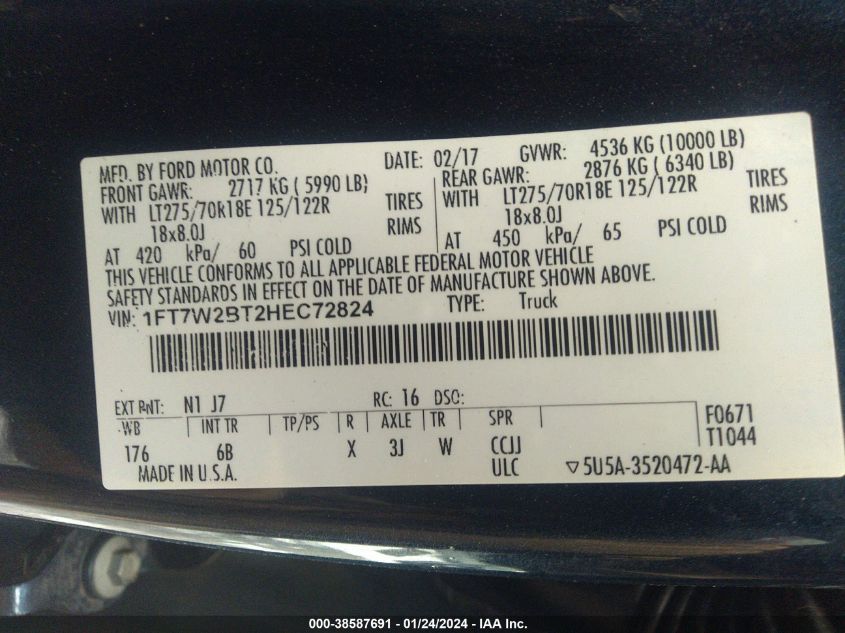 MFD. BY FORD MOTOR CO.
DATE: 02/17 GVWR: 4536 KG (10000 LB)
FRONT GAWR: 2717 KG ( 5990 LB)
REAR GAWR: 2876 KG ( 6340 LB)
WITH LT275/70R18E 125/122R TIRES
WITH LT275/70R18E 125/122R TIRES
18x8.0J RIMS
18x8.0J RIMS
AT 420 kPa/ 60 PSI COLD
AT 450 kPa/ 65 PSI COLD
THIS VEHICLE CONFORMS TO ALL APPLICABLE FEDERAL MOTOR VEHICLE
SAFETY STANDARDS IN EFFECT ON THE DATE OF MANUFACTURE SHOWN ABOVE.
VIN: 1FT7W2BT2HEC72824 TYPE: Truck
EXT PNT: N1 J7 RC: 16 DSO:
WB INT TR TP/PS R AXLE TR SPR F0671
176 6B X 3J W CCJJ T1044
MADE IN U.S.A. ULC ▽5U5A-3520472-AA
000-38587691 - 01/24/2024 - IAA Inc.